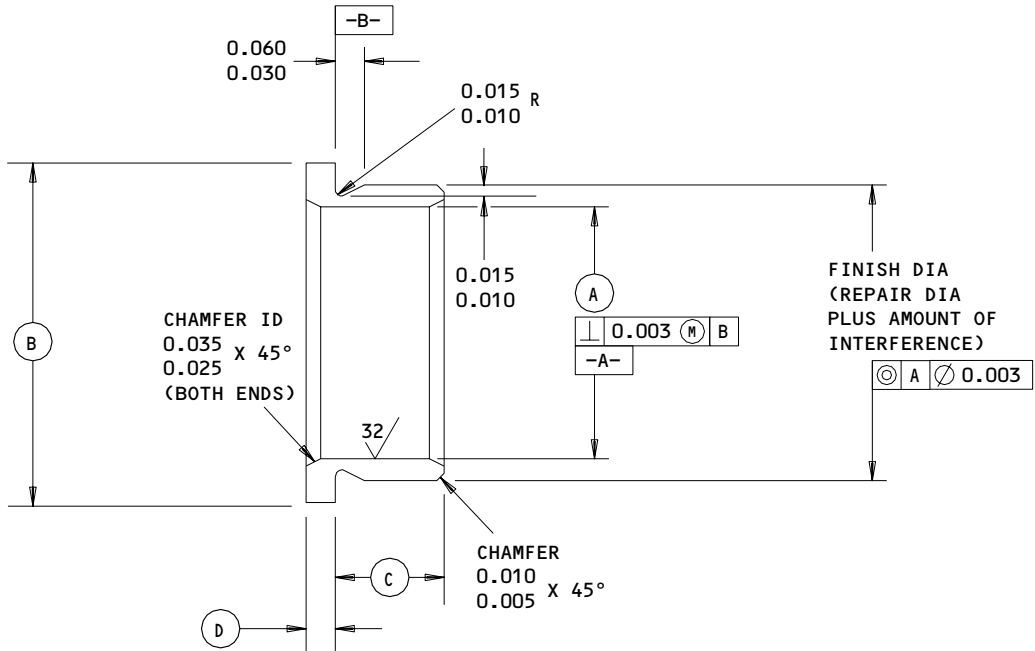 -B-
0.060
0.030
0.015 R
0.010
0.015
0.010
A
⊥ 0.003 Ⓜ B
-A-
FINISH DIA
(REPAIR DIA
PLUS AMOUNT OF
INTERFERENCE)
◎ A ∅ 0.003
B
CHAMFER ID
0.035
0.025 X 45°
(BOTH ENDS)
32
CHAMFER
0.010
0.005 X 45°
C
D